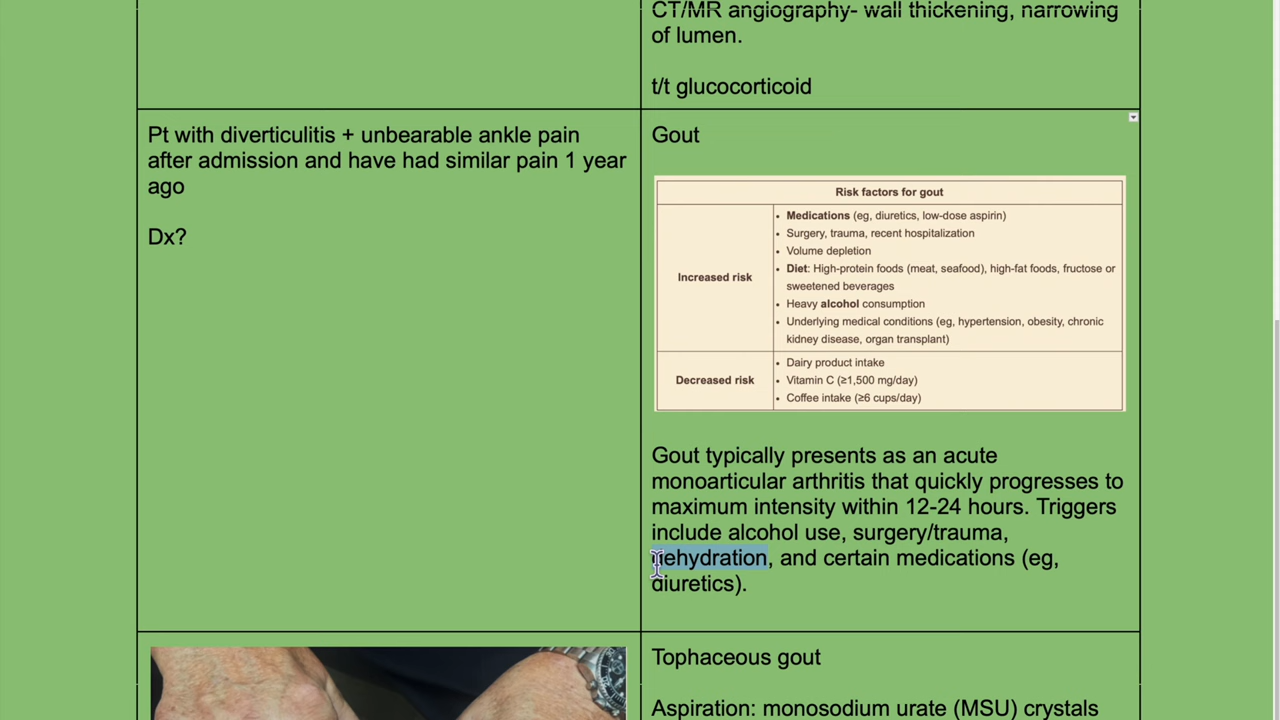 CT/MR angiography- wall thickening, narrowing
of lumen.
t/t glucocorticoid
Pt with diverticulitis + unbearable ankle pain
after admission and have had similar pain 1 year
ago
Dx?
Gout
Risk factors for gout
Increased risk
• Medications (eg, diuretics, low-dose aspirin)
• Surgery, trauma, recent hospitalization
• Volume depletion
• Diet: High-protein foods (meat, seafood), high-fat foods, fructose or
sweetened beverages
• Heavy alcohol consumption
• Underlying medical conditions (eg, hypertension, obesity, chronic
kidney disease, organ transplant)
Decreased risk
• Dairy product intake
• Vitamin C (≥1,500 mg/day)
• Coffee intake (≥6 cups/day)
Gout typically presents as an acute
monoarticular arthritis that quickly progresses to
maximum intensity within 12-24 hours. Triggers
include alcohol use, surgery/trauma,
dehydration, and certain medications (eg,
diuretics).
Tophaceous gout
Aspiration: monosodium urate (MSU) crystals